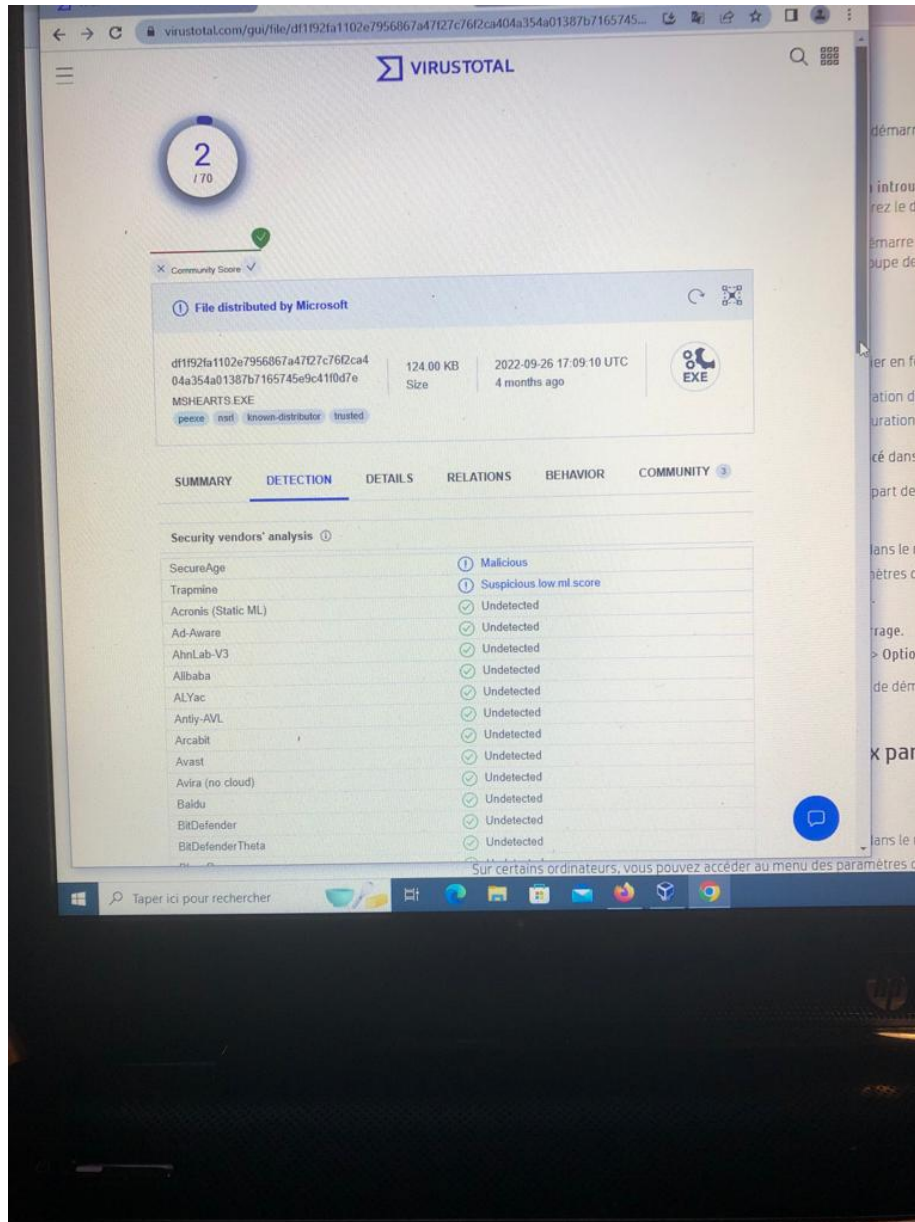 virustotal.com/gui/file/df1f92fa1102e7956867a47f27c76f2ca404a354a01387b7165745...
VIRUSTOTAL
2
/ 70
Community Score
File distributed by Microsoft
df1f92fa1102e7956867a47f27c76f2ca4
04a354a01387b7165745e9c41f0d7e
MSHEARTS.EXE
peexe nsrl known-distributor trusted
124.00 KB
Size
2022-09-26 17:09:10 UTC
4 months ago
EXE
SUMMARY DETECTION DETAILS RELATIONS BEHAVIOR COMMUNITY 3
Security vendors' analysis
SecureAge Malicious
Trapmine Suspicious.low.ml.score
Acronis (Static ML) Undetected
Ad-Aware Undetected
AhnLab-V3 Undetected
Alibaba Undetected
ALYac Undetected
Antiy-AVL Undetected
Arcabit Undetected
Avast Undetected
Avira (no cloud) Undetected
Baidu Undetected
BitDefender Undetected
BitDefenderTheta Undetected
démarr
introu
rez le d
émarre
oupe de
ier en f
ation d
uration
cé dans
part de
dans le
ètres d
rrage.
> Optio
de dém
x par
dans le
Sur certains ordinateurs, vous pouvez accéder au menu des paramètres
Taper ici pour rechercher
hp